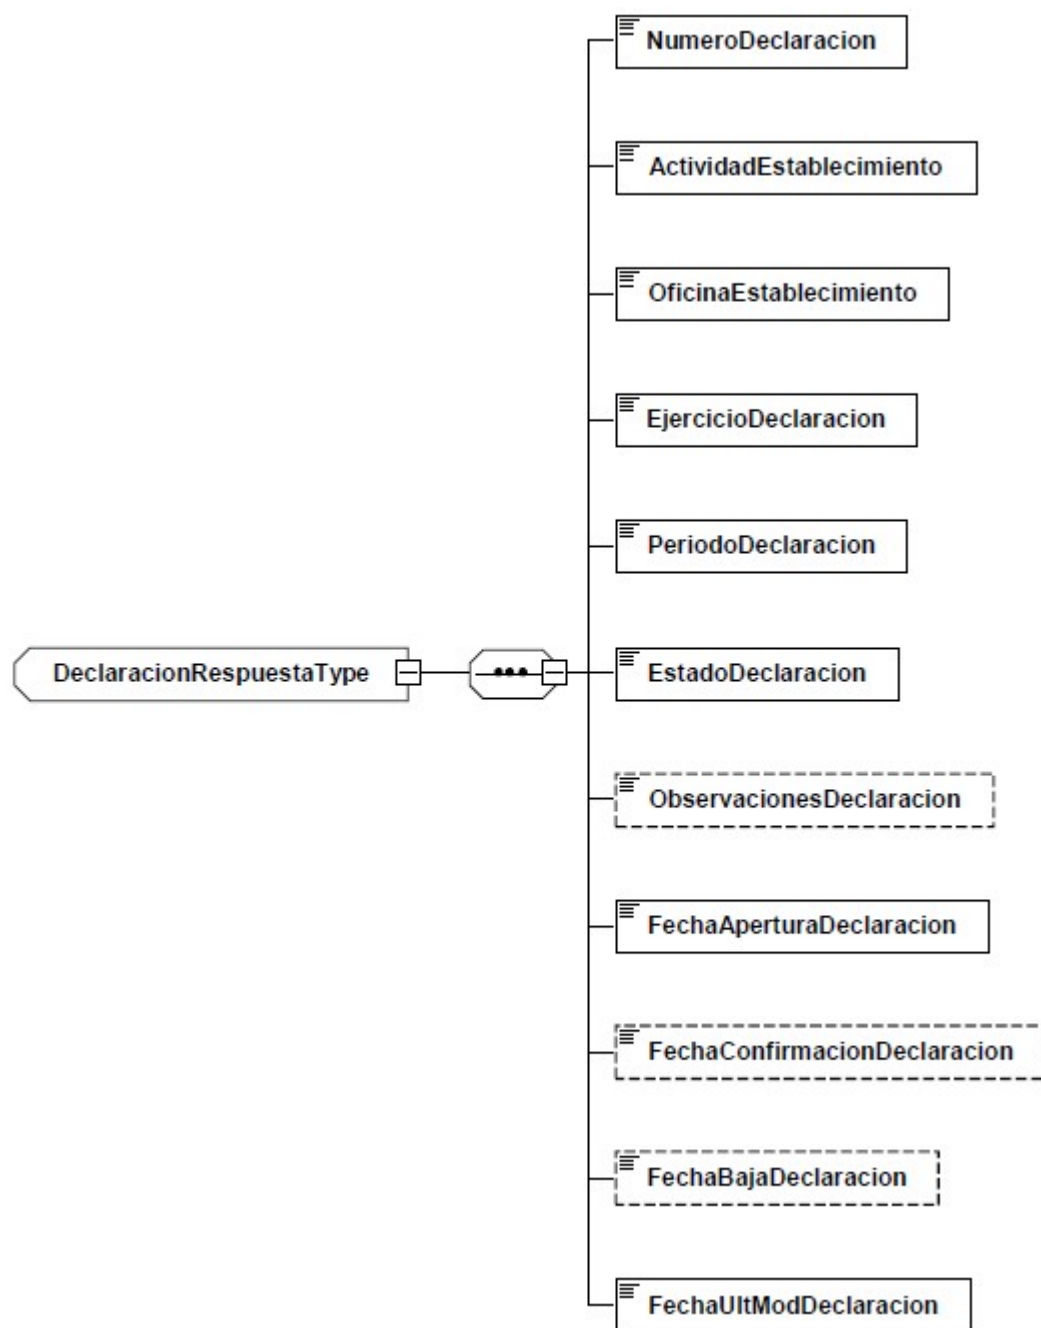 NumeroDeclaracion
ActividadEstablecimiento
OficinaEstablecimiento
EjercicioDeclaracion
PeriodoDeclaracion
DeclaracionRespuestaType
EstadoDeclaracion
ObservacionesDeclaracion
FechaAperturaDeclaracion
FechaConfirmacionDeclaracion
FechaBajaDeclaracion
FechaUltModDeclaracion